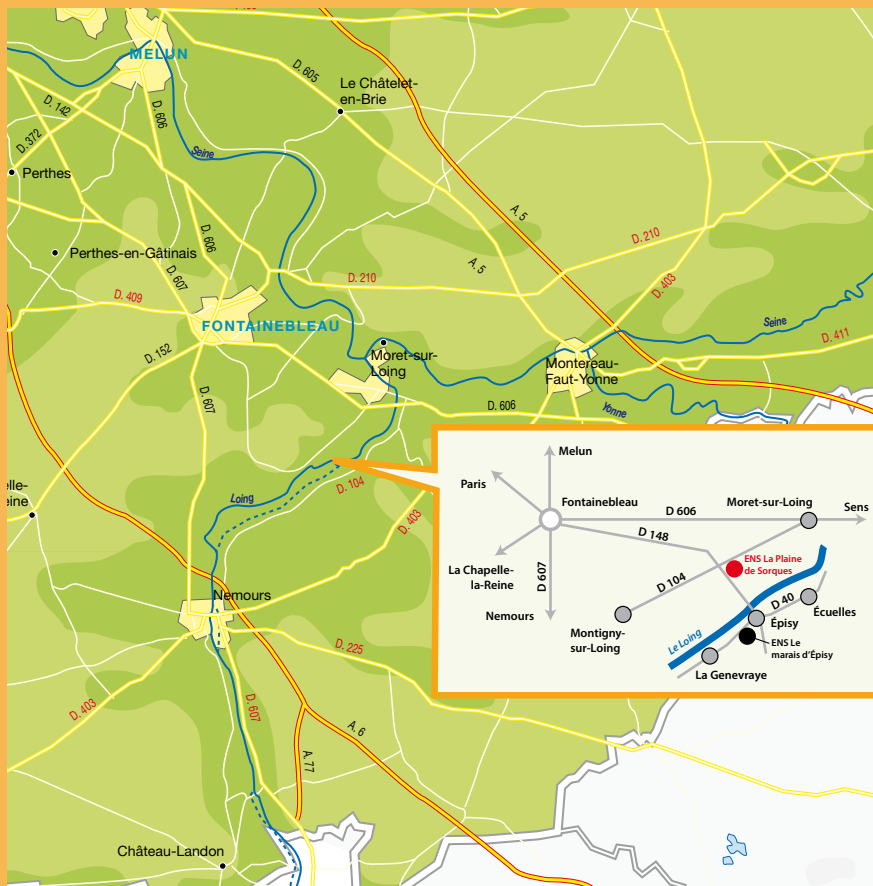 MELUN
D. 605
Le Châtelet-
en-Brie
D. 142
D. 606
D. 372
Seine
Perthes
A. 5
D. 606
D. 210
Perthes-en-Gâtinais
A. 5
D. 607
D. 210
D. 403
D. 409
FONTAINEBLEAU
Seine
D. 411
D. 152
Moret-sur-
Loing
Montereau-
Faut-Yonne
D. 607
D. 606
Yonne
D. 104
Loing
D. 403
elle-
eine
Nemours
D. 225
D. 403
D. 607
A. 6
A. 77
Château-Landon
Melun
Paris
Fontainebleau
Moret-sur-Loing
D 606
Sens
D 148
La Chapelle-
la-Reine
D 607
ENS La Plaine
de Sorques
D 104
D 40
Nemours
Montigny-
sur-Loing
Écuelles
Épisy
Le Loing
ENS Le
marais d'Épisy
La Genevraye